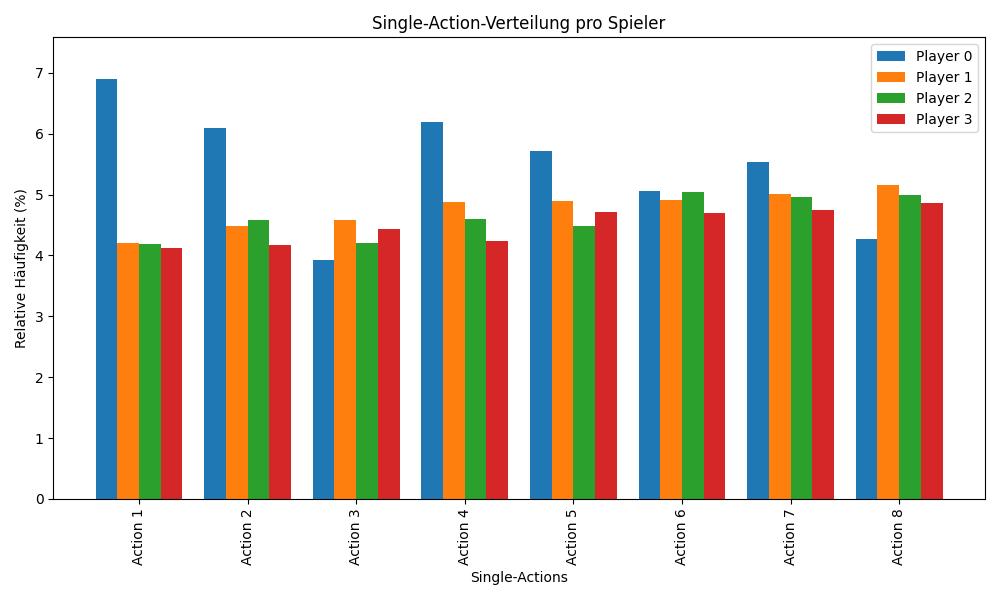 Single-Action-Verteilung pro Spieler
Player 0
Player 1
Player 2
Player 3
Relative Häufigkeit (%)
7
6
5
4
3
2
1
0
Action 1
Action 2
Action 3
Action 4
Action 5
Action 6
Action 7
Action 8
Single-Actions